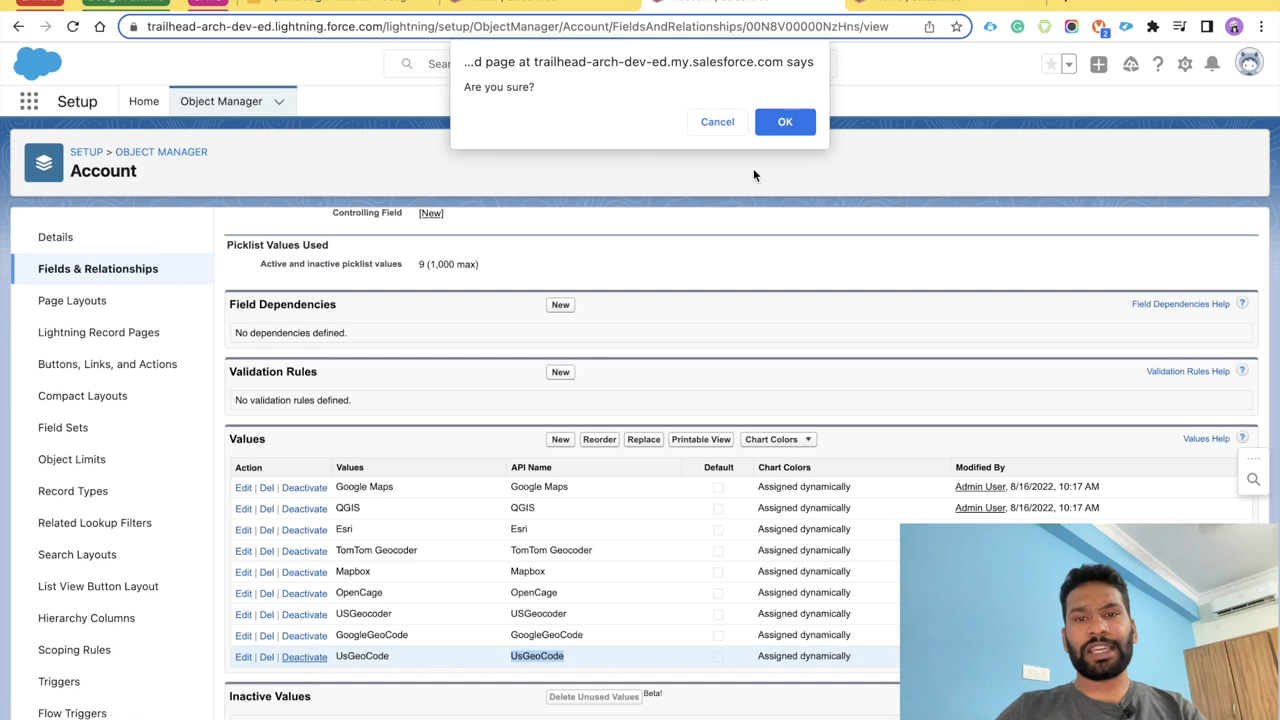 trailhead-arch-dev-ed.lightning.force.com/lightning/setup/ObjectManager/Account/FieldsAndRelationships/00N8V00000NzHns/view
2
...d page at trailhead-arch-dev-ed.my.salesforce.com says
Are you sure?
Cancel OK
Sear
Setup Home Object Manager
SETUP > OBJECT MANAGER
Account
Details
Fields & Relationships
Page Layouts
Lightning Record Pages
Buttons, Links, and Actions
Compact Layouts
Field Sets
Object Limits
Record Types
Related Lookup Filters
Search Layouts
List View Button Layout
Hierarchy Columns
Scoping Rules
Triggers
Flow Triggers
Controlling Field [New]
Picklist Values Used
Active and inactive picklist values 9 (1,000 max)
Field Dependencies New Field Dependencies Help ?
No dependencies defined.
Validation Rules New Validation Rules Help ?
No validation rules defined.
Values New Reorder Replace Printable View Chart Colors Values Help ?
Action Values API Name Default Chart Colors Modified By
Edit | Del | Deactivate Google Maps Google Maps Assigned dynamically Admin User, 8/16/2022, 10:17 AM
Edit | Del | Deactivate QGIS QGIS Assigned dynamically Admin User, 8/16/2022, 10:17 AM
Edit | Del | Deactivate Esri Esri Assigned dynamically
Edit | Del | Deactivate TomTom Geocoder TomTom Geocoder Assigned dynamically
Edit | Del | Deactivate Mapbox Mapbox Assigned dynamically
Edit | Del | Deactivate OpenCage OpenCage Assigned dynamically
Edit | Del | Deactivate USGeocoder USGeocoder Assigned dynamically
Edit | Del | Deactivate GoogleGeoCode GoogleGeoCode Assigned dynamically
Edit | Del | Deactivate UsGeoCode UsGeoCode Assigned dynamically
Inactive Values Delete Unused Values Beta!